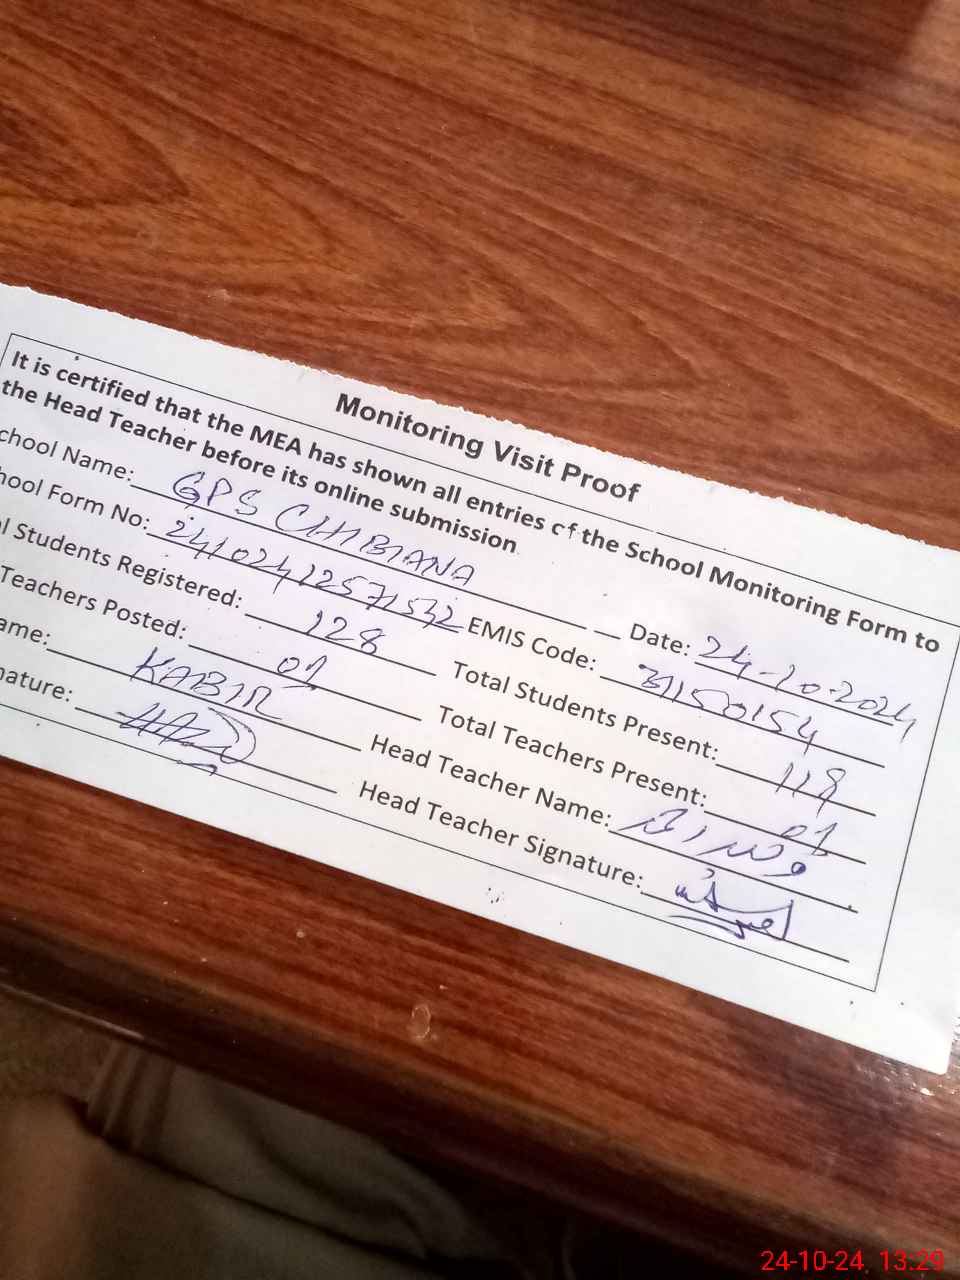 Monitoring Visit Proof
It is certified that the MEA has shown all entries of the School Monitoring Form to
the Head Teacher before its online submission
chool Name: GPS CHIBIANA Date: 24-10-2024
hool Form No: 24102412571532 EMIS Code: 31150154
l Students Registered: 128 Total Students Present: 118
Teachers Posted: 01 Total Teachers Present: 01
ame: KABIR Head Teacher Name:
nature: Head Teacher Signature:
24-10-24, 13:29